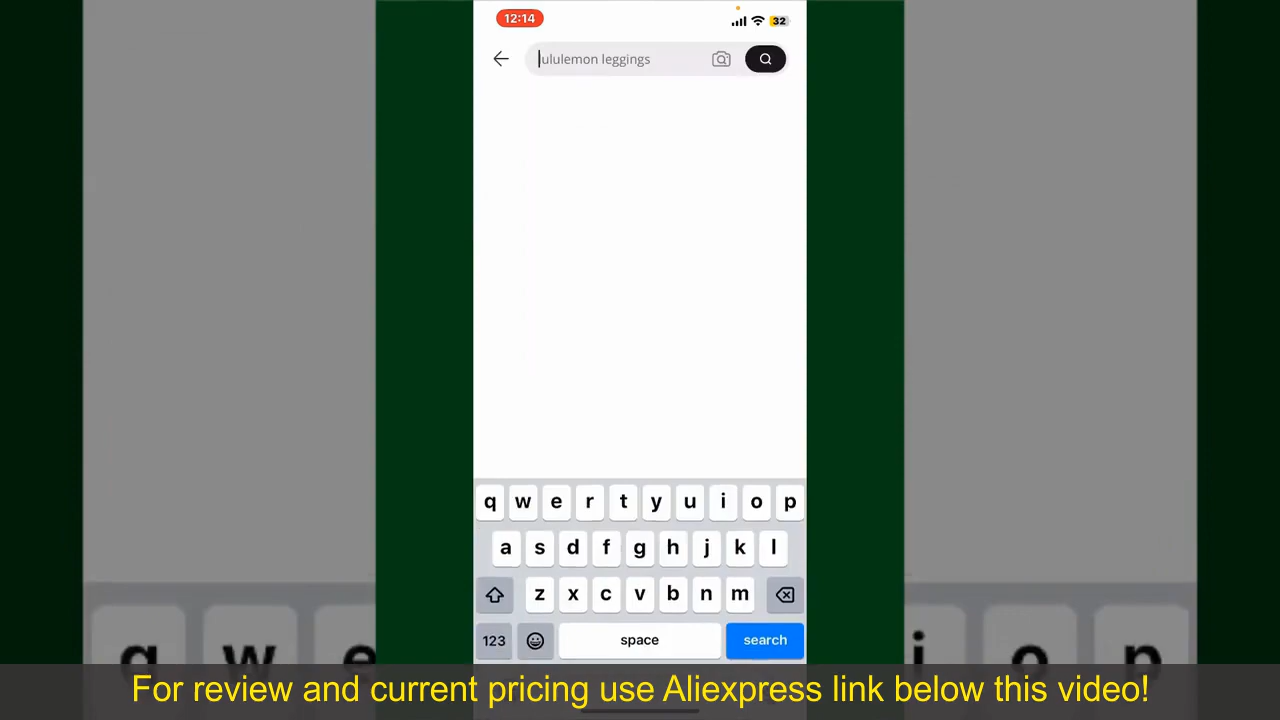 12:14
32
lululemon leggings
q w e r t y u i o p
a s d f g h j k l
z x c v b n m
123 space search
q w e i o p
For review and current pricing use Aliexpress link below this video!